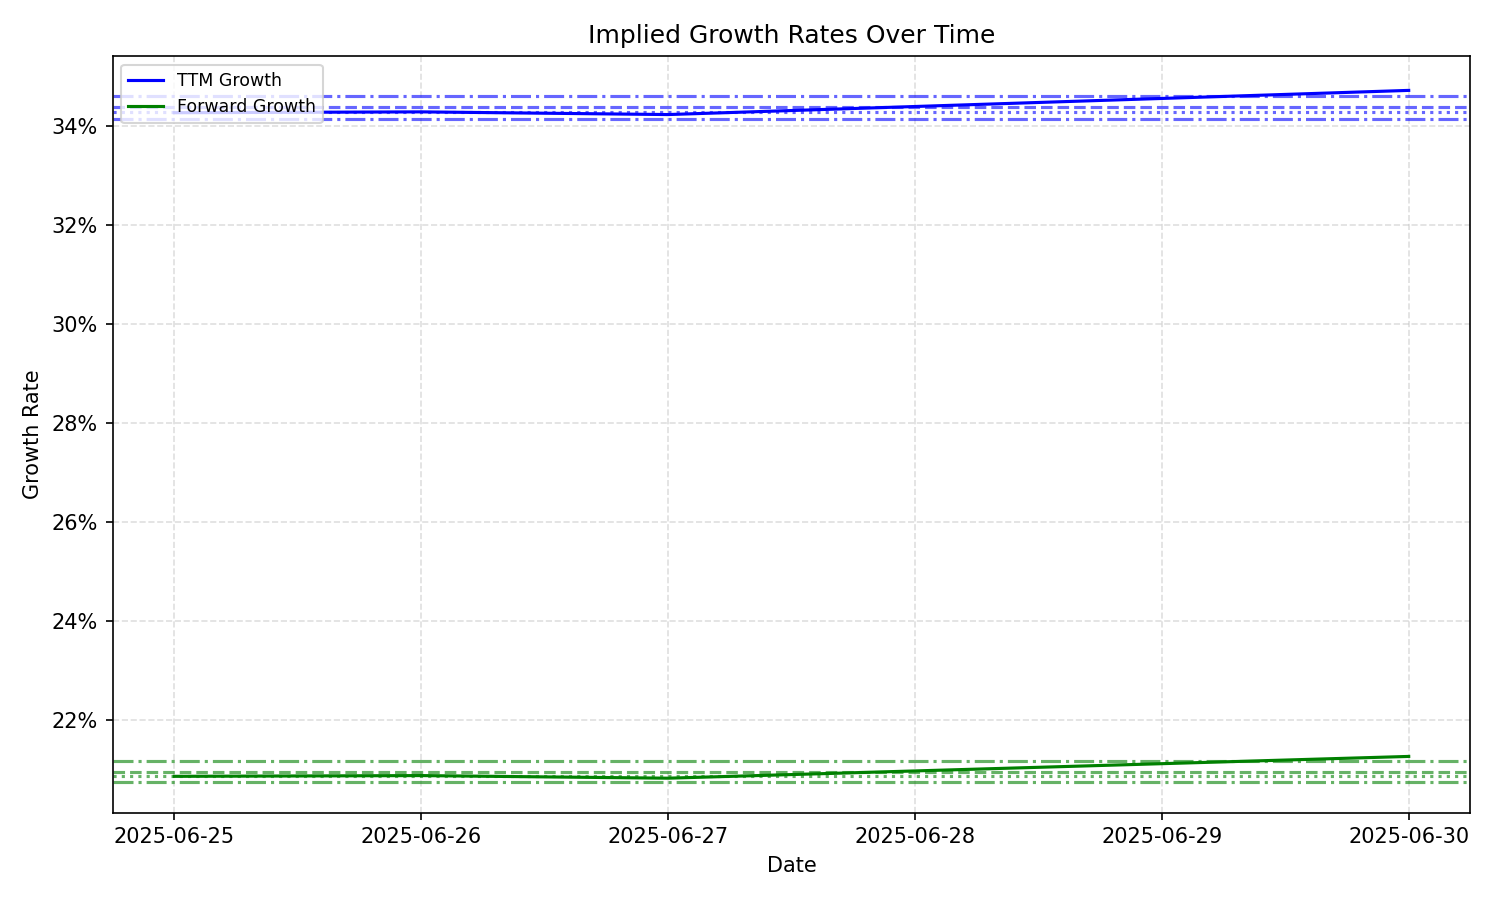 Implied Growth Rates Over Time
TTM Growth
Forward Growth
34%
32%
30%
28%
26%
24%
22%
Growth Rate
2025-06-25
2025-06-26
2025-06-27
2025-06-28
2025-06-29
2025-06-30
Date